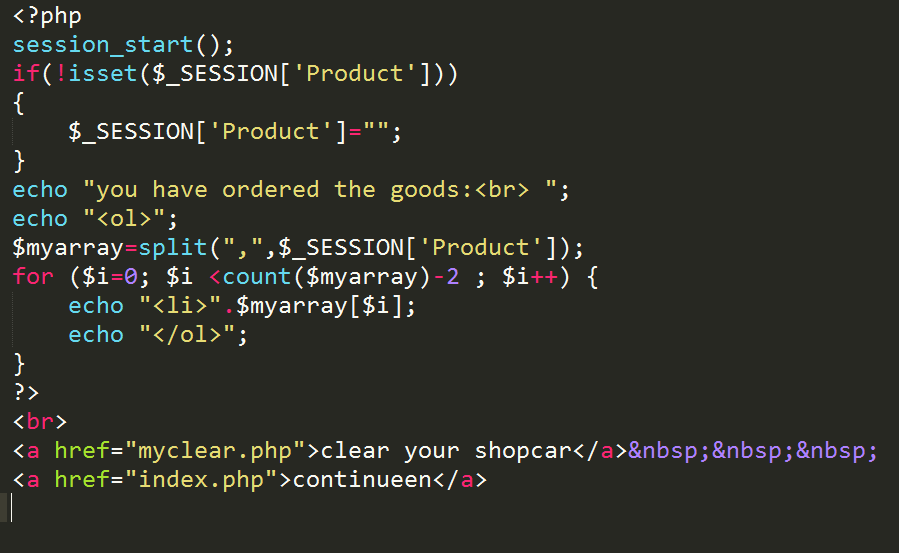 <?php
session_start();
if(!isset($_SESSION['Product']))
{
    $_SESSION['Product']="";
}
echo "you have ordered the goods:<br> ";
echo "<ol>";
$myarray=split(",",$_SESSION['Product']);
for ($i=0; $i <count($myarray)-2 ; $i++) {
    echo "<li>".$myarray[$i];
    echo "</ol>";
}
?>
<br>
<a href="myclear.php">clear your shopcar</a>&nbsp;&nbsp;&nbsp;
<a href="index.php">continueen</a>